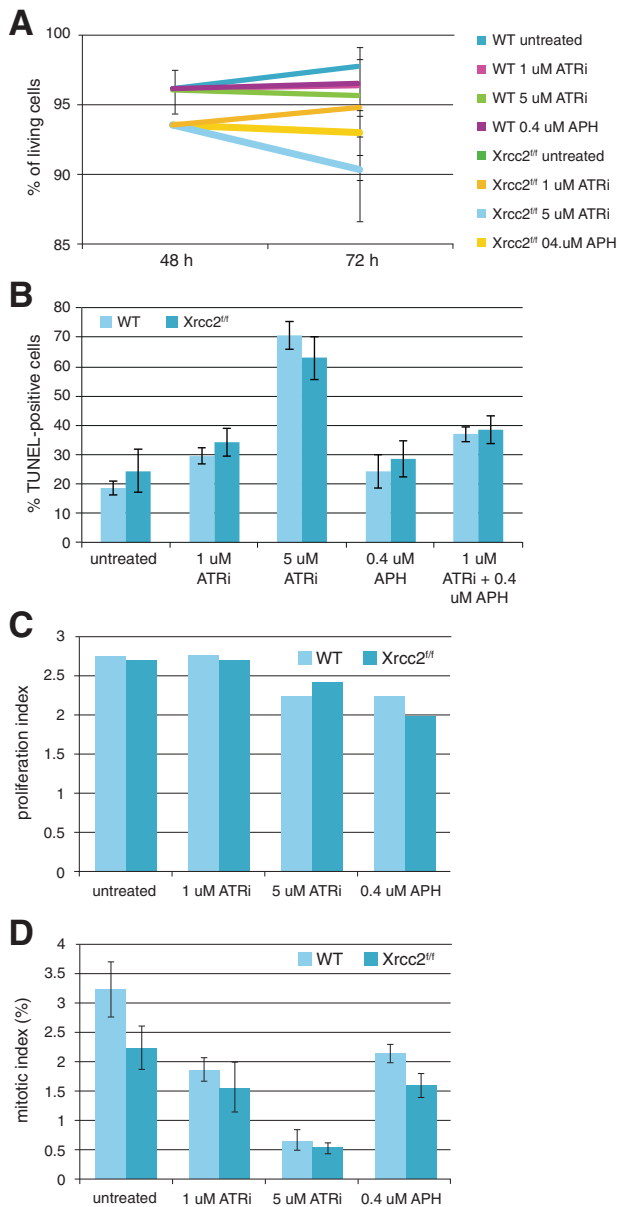 A
% of living cells
100
95
90
85
48 h
72 h
WT untreated
WT 1 uM ATRi
WT 5 uM ATRi
WT 0.4 uM APH
Xrcc2f/f untreated
Xrcc2f/f 1 uM ATRi
Xrcc2f/f 5 uM ATRi
Xrcc2f/f 04.uM APH
B
% TUNEL-positive cells
80
70
60
50
40
30
20
10
0
WT
Xrcc2f/f
untreated
1 uM
ATRi
5 uM
ATRi
0.4 uM
APH
1 uM
ATRi + 0.4
uM APH
C
proliferation index
3
2.5
2
1.5
1
0.5
0
WT
Xrcc2f/f
untreated
1 uM ATRi
5 uM ATRi
0.4 uM APH
D
mitotic index (%)
4
3.5
3
2.5
2
1.5
1
0.5
0
WT
Xrcc2f/f
untreated
1 uM ATRi
5 uM ATRi
0.4 uM APH